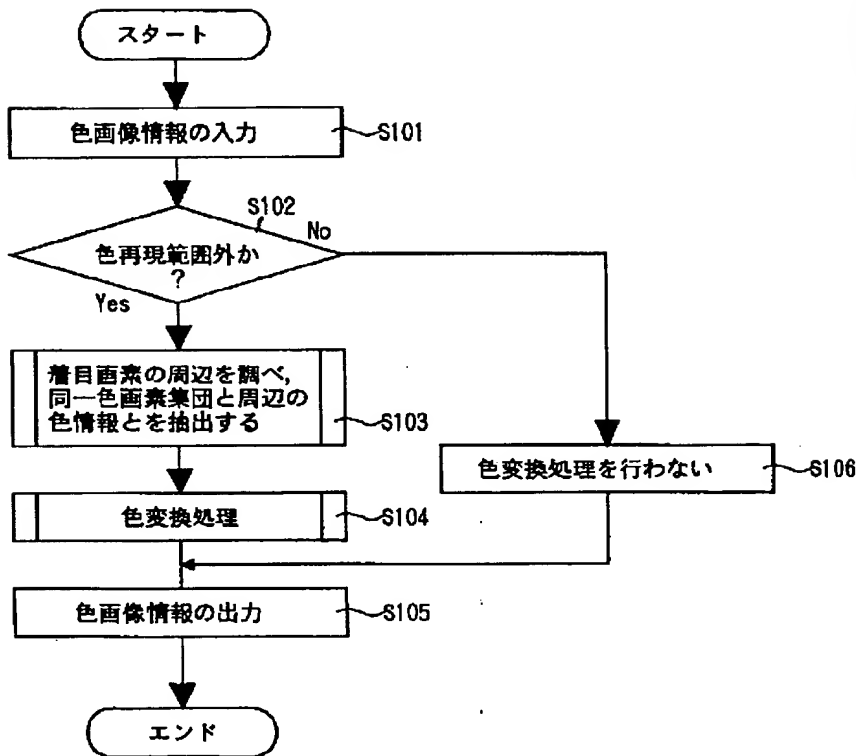 スタート
色画像情報の入力
S101
S102
No
色再現範囲外か
?
Yes
着目画素の周辺を調べ,
同一色画素集団と周辺の
色情報とを抽出する
S103
色変換処理を行わない
S106
色変換処理
S104
色画像情報の出力
S105
エンド